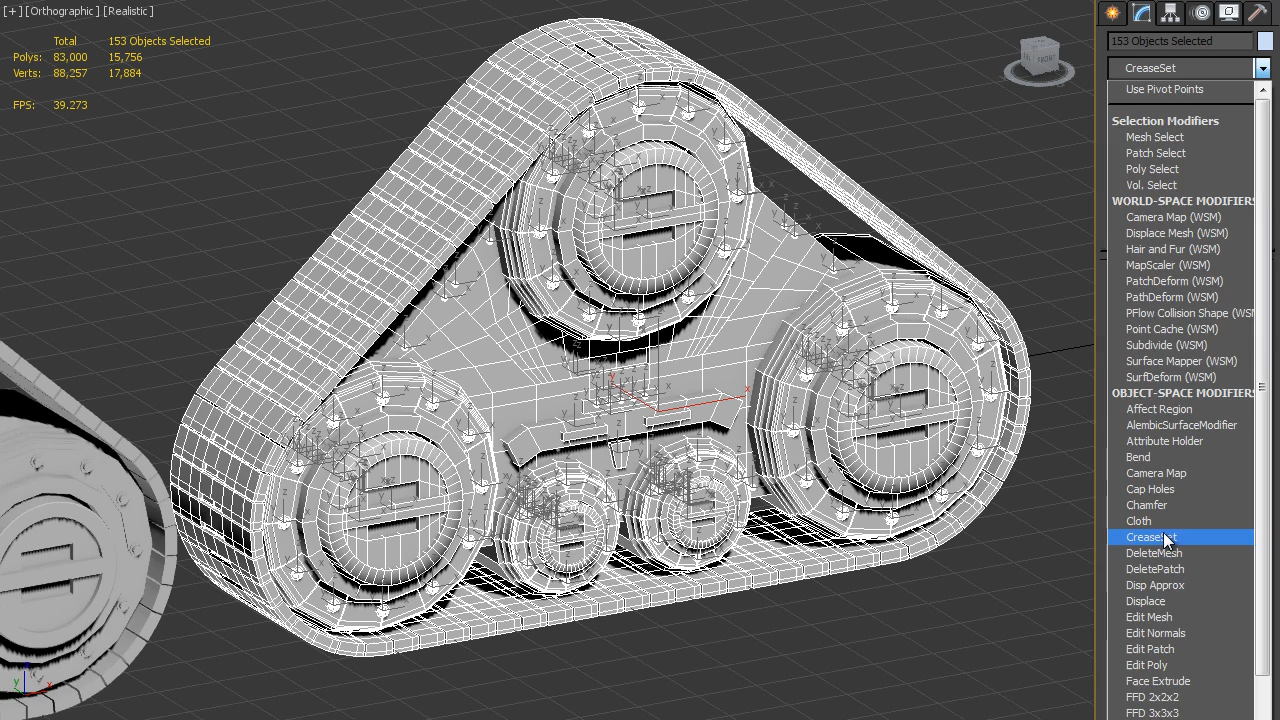 [ + ] [Orthographic ] [Realistic ]
Total 153 Objects Selected
Polys: 83,000 15,756
Verts: 88,257 17,884
FPS: 39.273
FRONT
153 Objects Selected
CreaseSet
Use Pivot Points
Selection Modifiers
Mesh Select
Patch Select
Poly Select
Vol. Select
WORLD-SPACE MODIFIERS
Camera Map (WSM)
Displace Mesh (WSM)
Hair and Fur (WSM)
MapScaler (WSM)
PatchDeform (WSM)
PathDeform (WSM)
PFlow Collision Shape (WSM
Point Cache (WSM)
Subdivide (WSM)
Surface Mapper (WSM)
SurfDeform (WSM)
OBJECT-SPACE MODIFIERS
Affect Region
AlembicSurfaceModifier
Attribute Holder
Bend
Camera Map
Cap Holes
Chamfer
Cloth
CreaseSet
DeleteMesh
DeletePatch
Disp Approx
Displace
Edit Mesh
Edit Normals
Edit Patch
Edit Poly
Face Extrude
FFD 2x2x2
FFD 3x3x3